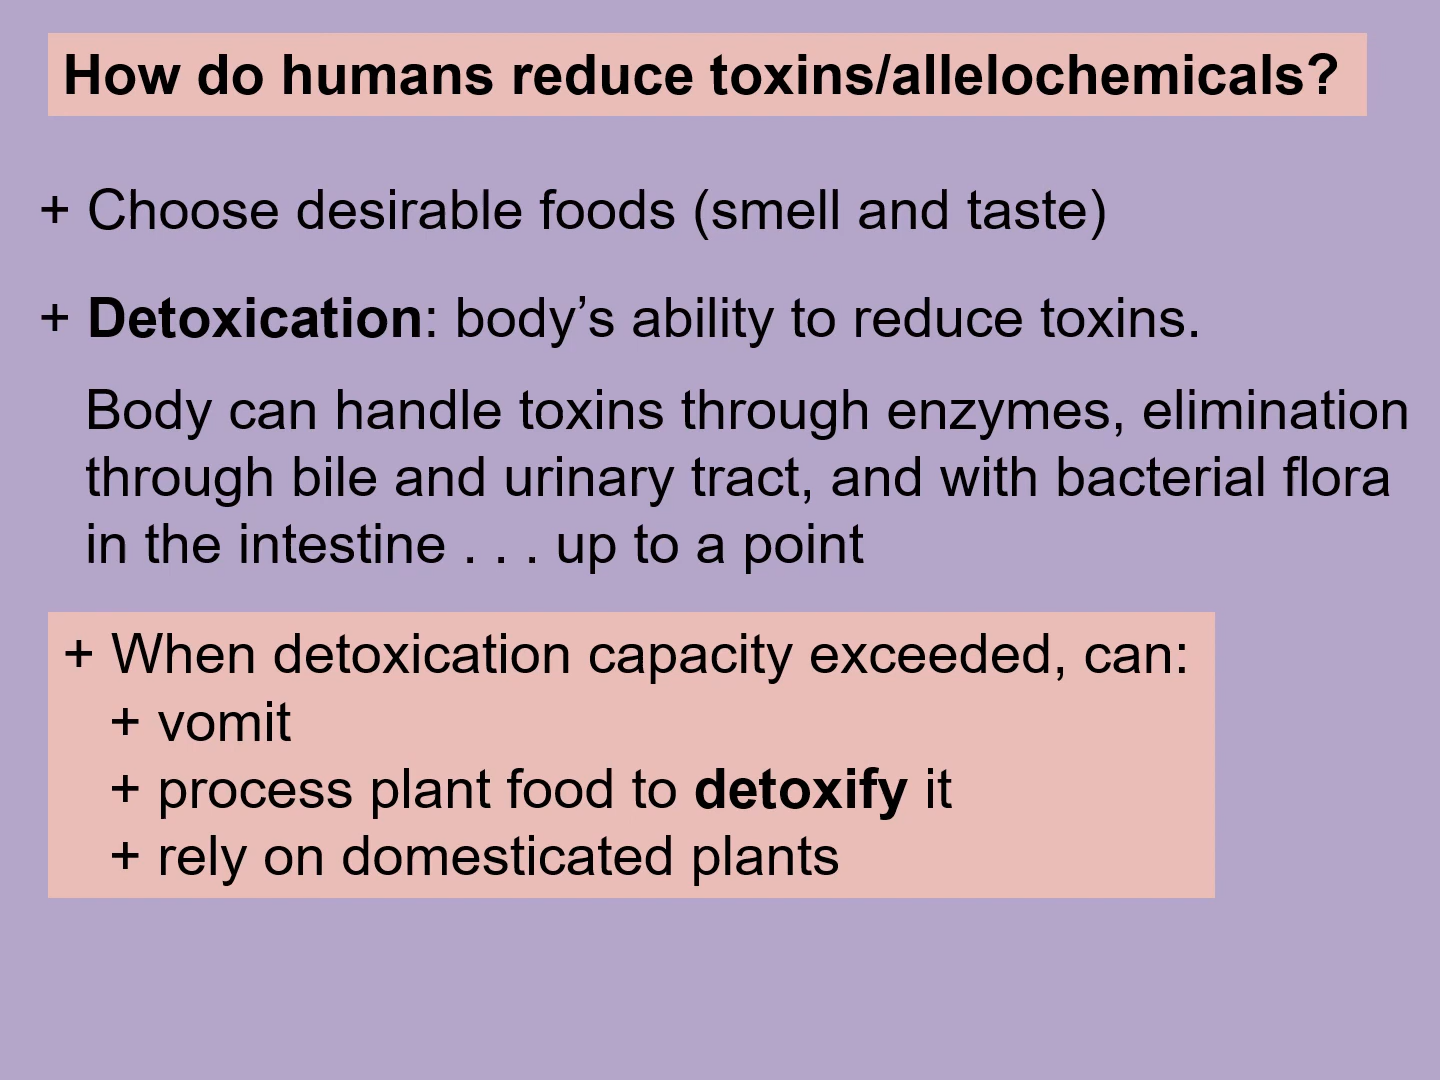 How do humans reduce toxins/allelochemicals?
+ Choose desirable foods (smell and taste)
+ Detoxication: body’s ability to reduce toxins.
Body can handle toxins through enzymes, elimination
through bile and urinary tract, and with bacterial flora
in the intestine . . . up to a point
+ When detoxication capacity exceeded, can:
+ vomit
+ process plant food to detoxify it
+ rely on domesticated plants